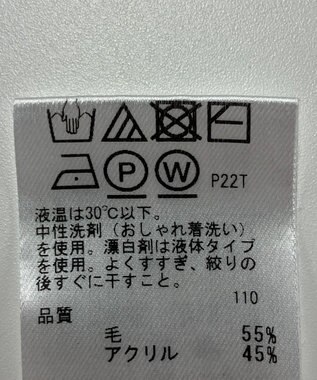 P W P22T
液温は30℃以下。
中性洗剤（おしゃれ着洗い）
を使用。漂白剤は液体タイプ
を使用。よくすすぎ、絞りの
後すぐに干すこと。
110
品質
毛 55%
アクリル 45%